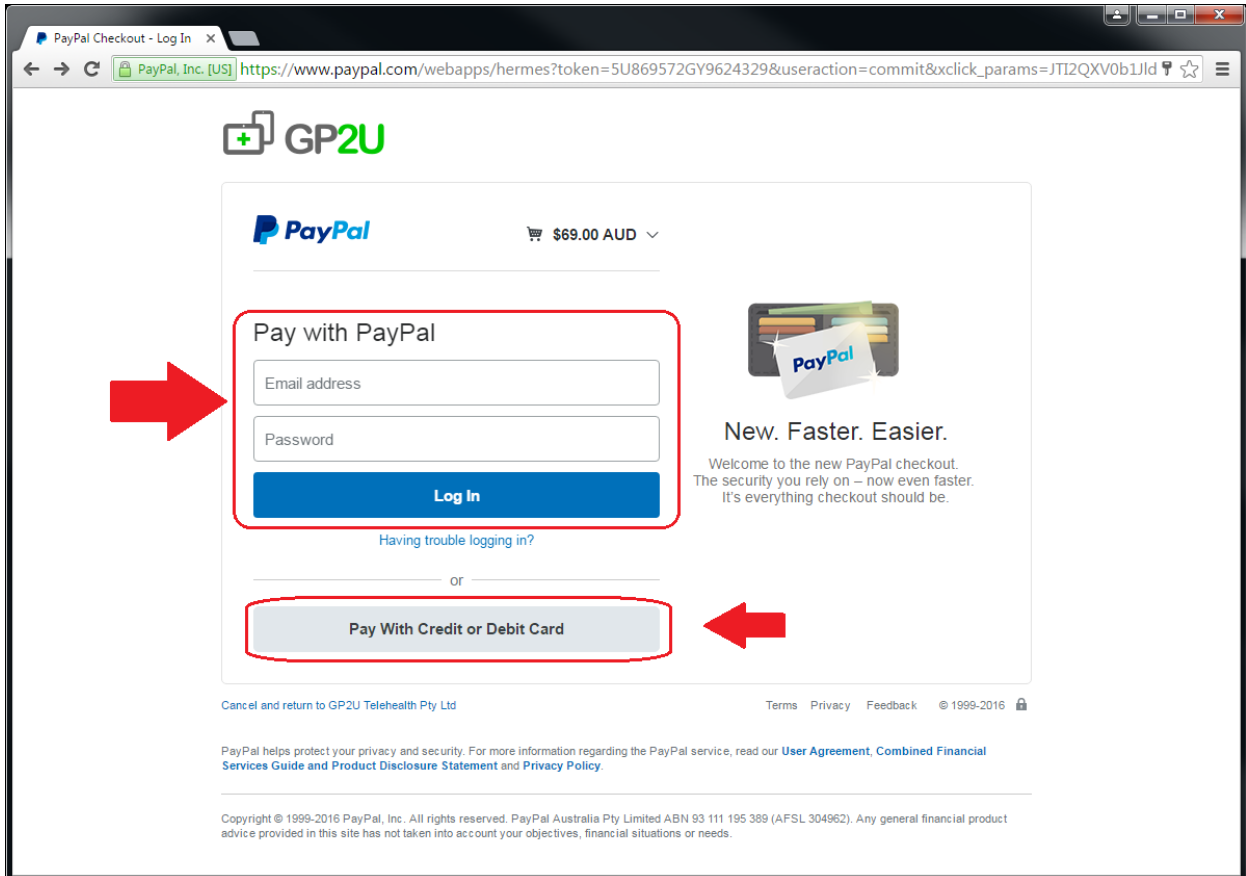 PayPal Checkout - Log In
PayPal, Inc. [US] https://www.paypal.com/webapps/hermes?token=5U869572GY9624329&useraction=commit&xclick_params=JTI2QXV0b1Jld
GP2U
PayPal
$69.00 AUD
Pay with PayPal
Email address
Password
Log In
Having trouble logging in?
or
Pay With Credit or Debit Card
PayPal
New. Faster. Easier.
Welcome to the new PayPal checkout.
The security you rely on – now even faster.
It's everything checkout should be.
Cancel and return to GP2U Telehealth Pty Ltd
Terms Privacy Feedback © 1999-2016
PayPal helps protect your privacy and security. For more information regarding the PayPal service, read our User Agreement, Combined Financial
Services Guide and Product Disclosure Statement and Privacy Policy.
Copyright © 1999-2016 PayPal, Inc. All rights reserved. PayPal Australia Pty Limited ABN 93 111 195 389 (AFSL 304962). Any general financial product
advice provided in this site has not taken into account your objectives, financial situations or needs.